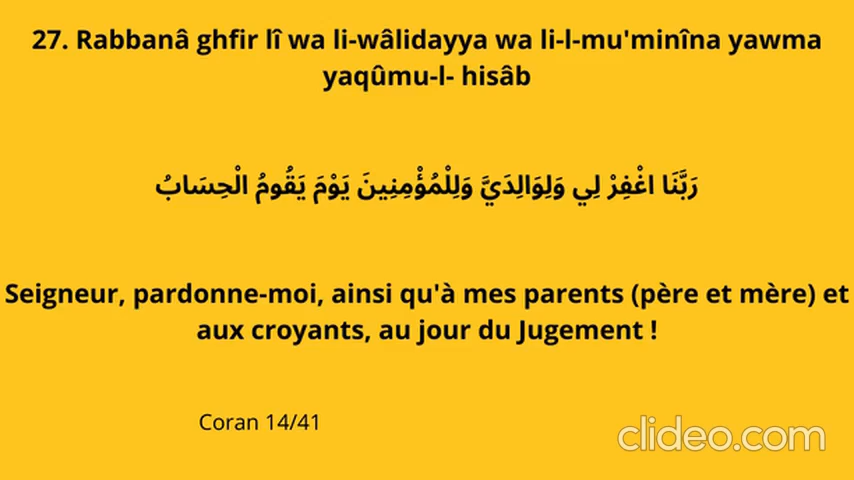 27. Rabbanâ ghfir lî wa li-wâlidayya wa li-l-mu'minîna yawma
yaqûmu-l- hisâb
رَبَّنَا اغْفِرْ لِي وَلِوَالِدَيَّ وَلِلْمُؤْمِنِينَ يَوْمَ يَقُومُ الْحِسَابُ
Seigneur, pardonne-moi, ainsi qu'à mes parents (père et mère) et
aux croyants, au jour du Jugement !
Coran 14/41
clideo.com